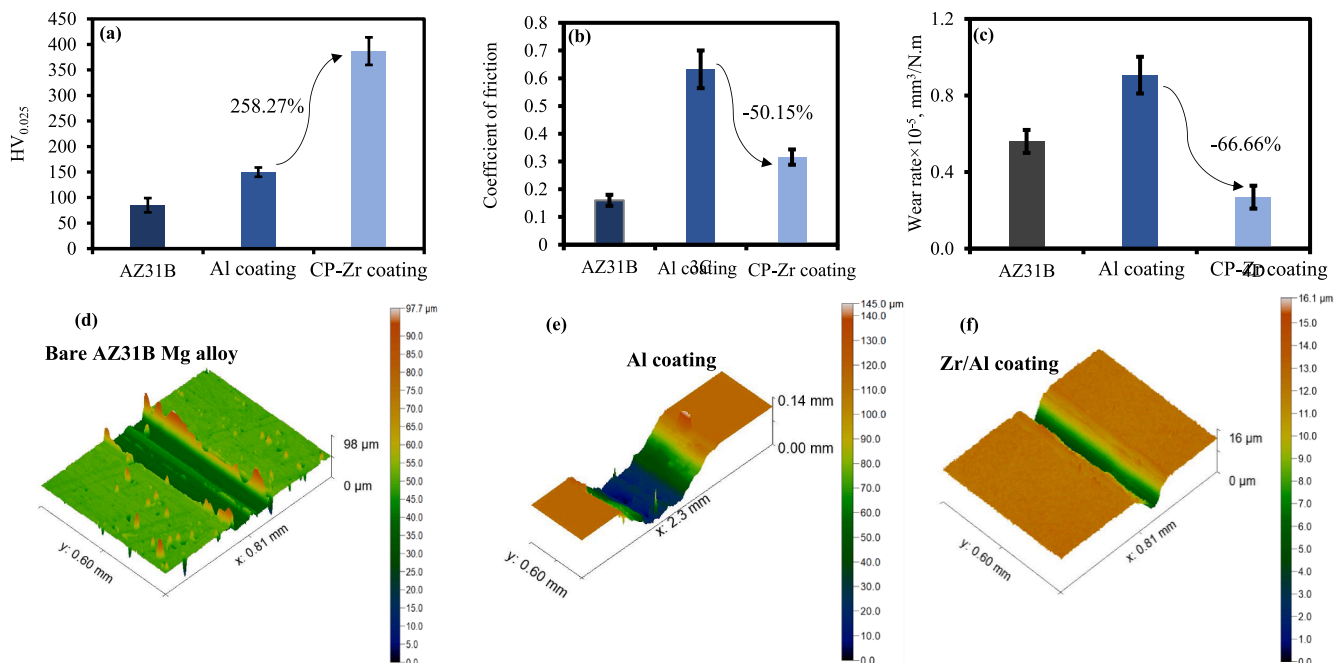 (a)
450
400
350
300
250
200
150
100
50
0
HV0.025
258.27%
AZ31B
Al coating
CP-Zr coating
(b)
0.8
0.7
0.6
0.5
0.4
0.3
0.2
0.1
0
Coefficient of friction
-50.15%
AZ31B
Al coating
3C
CP-Zr coating
(c)
1.2
0.9
0.6
0.4
0.0
Wear rate×10-5, mm3/N.m
-66.66%
AZ31B
Al coating
CP-Zr coating
4D
(d)
Bare AZ31B Mg alloy
98 µm
0 µm
y: 0.60 mm
x: 0.81 mm
97.7 µm
90.0
85.0
80.0
75.0
70.0
65.0
60.0
55.0
50.0
45.0
40.0
35.0
30.0
25.0
20.0
15.0
10.0
5.0
0.0
(e)
Al coating
0.14 mm
0.00 mm
y: 0.60 mm
x: 2.3 mm
145.0 µm
140.0
130.0
120.0
110.0
100.0
90.0
80.0
70.0
60.0
50.0
40.0
30.0
20.0
10.0
0.0
(f)
Zr/Al coating
16 µm
0 µm
y: 0.60 mm
x: 0.81 mm
16.1 µm
15.0
14.0
13.0
12.0
11.0
10.0
9.0
8.0
7.0
6.0
5.0
4.0
3.0
2.0
1.0
0.0